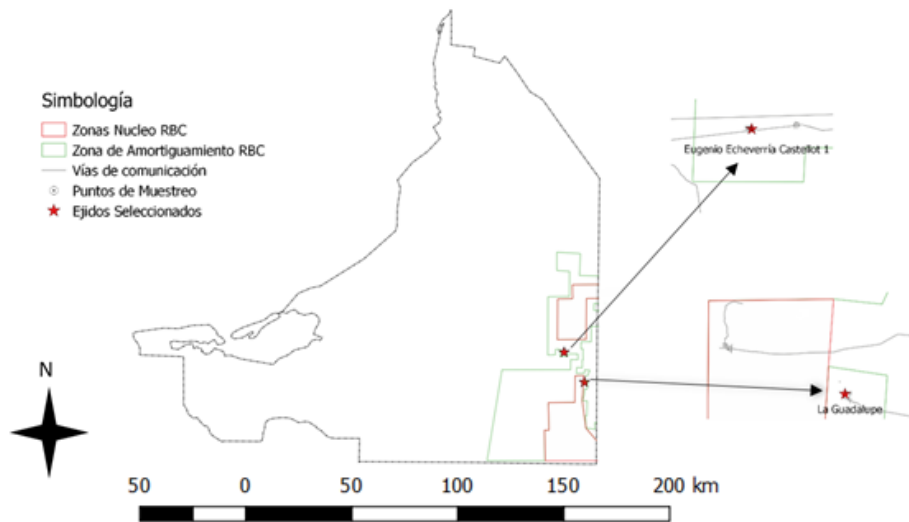 Simbología
Zonas Nucleo RBC
Zona de Amortiguamiento RBC
Vías de comunicación
Puntos de Muestreo
Ejidos Seleccionados
Eugenio Echeverría Castellot 1
La Guadalupe
N
50 0 50 100 150 200 km